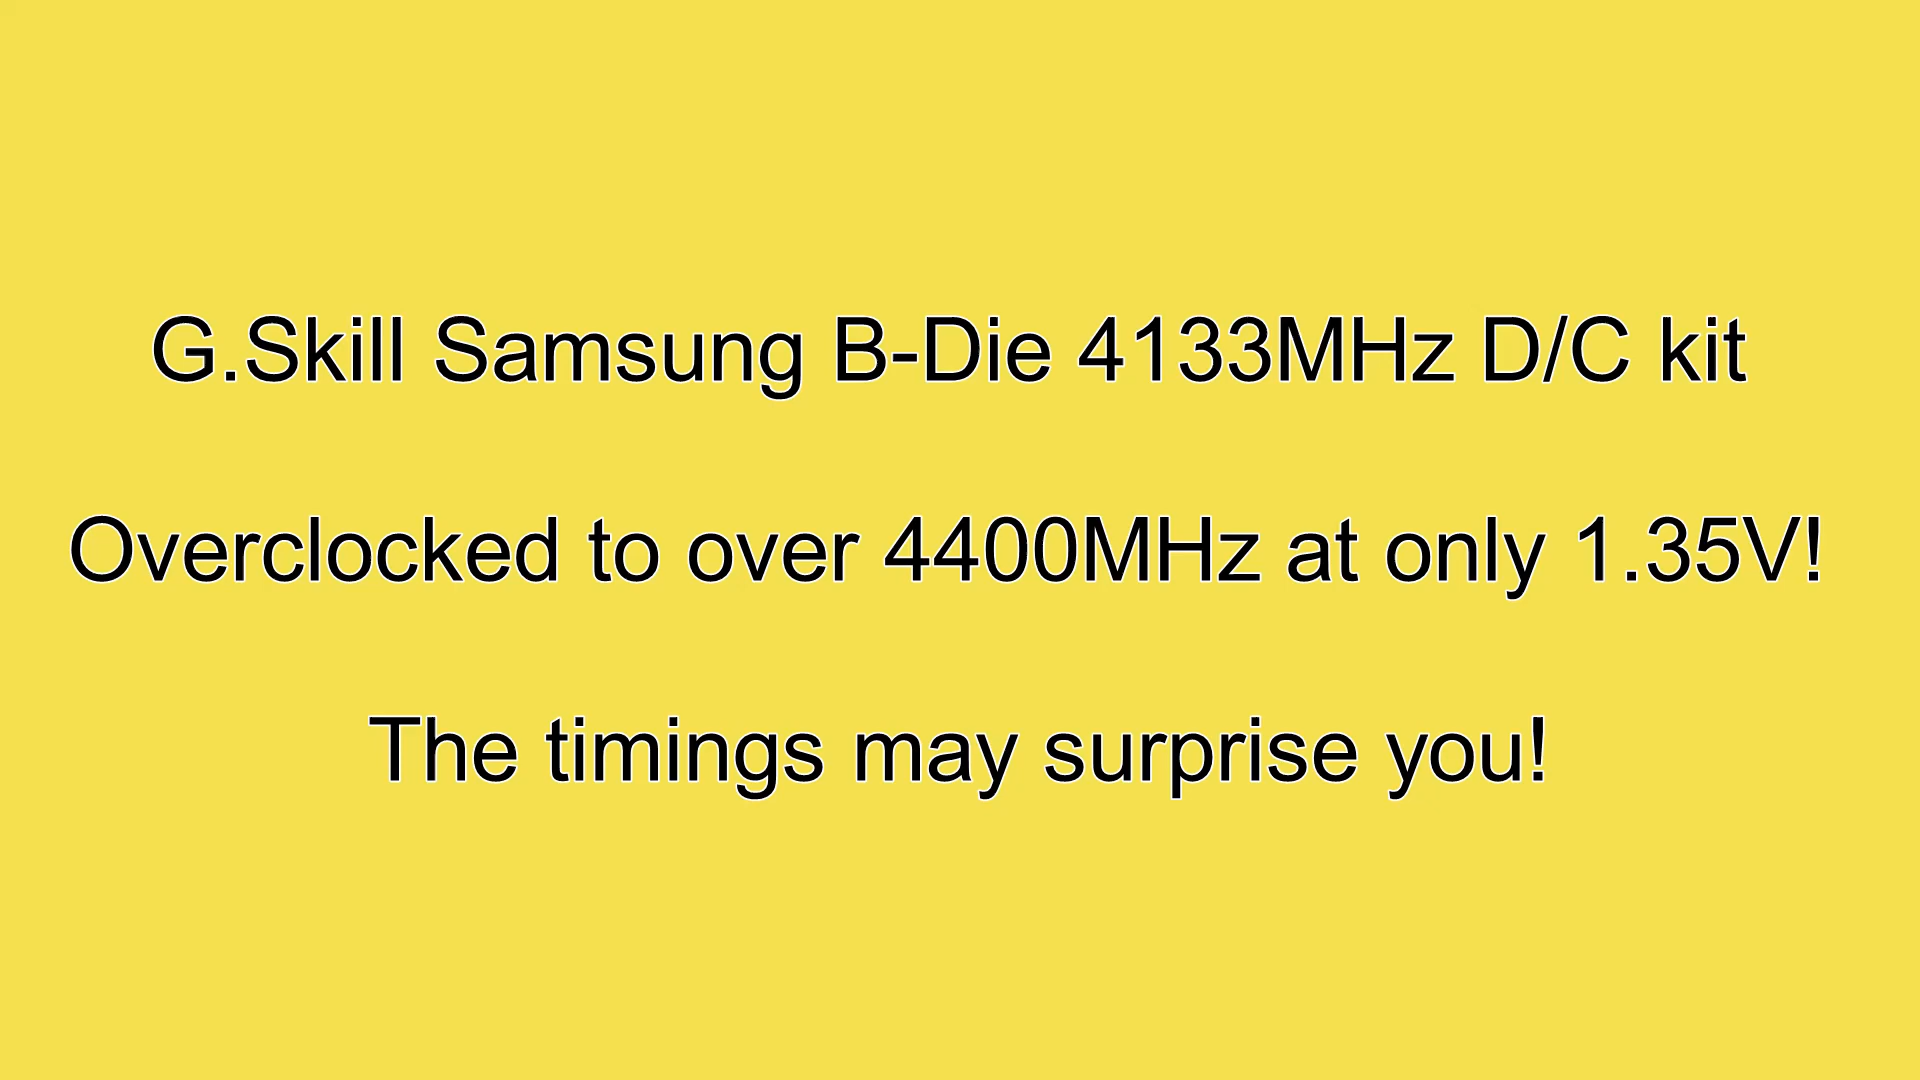 G.Skill Samsung B-Die 4133MHz D/C kit
Overclocked to over 4400MHz at only 1.35V!
The timings may surprise you!